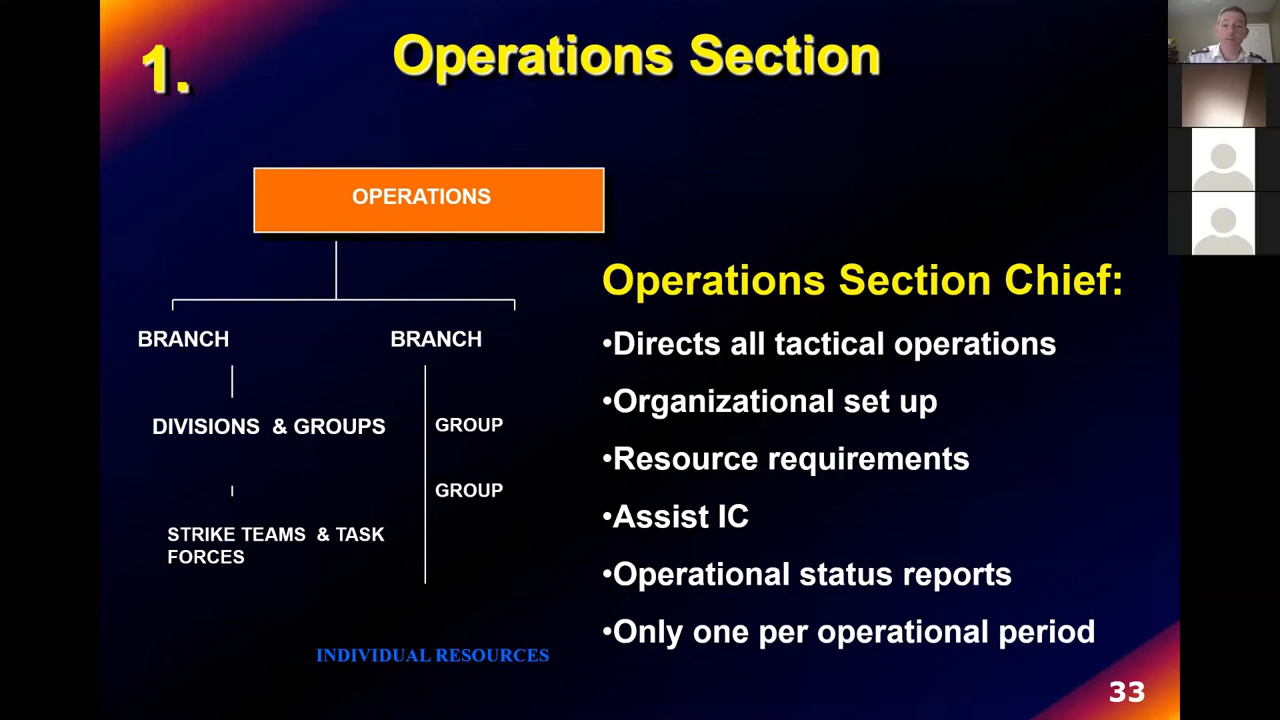 1.
Operations Section
OPERATIONS
BRANCH
BRANCH
DIVISIONS & GROUPS
GROUP
GROUP
STRIKE TEAMS & TASK
FORCES
INDIVIDUAL RESOURCES
Operations Section Chief:
•Directs all tactical operations
•Organizational set up
•Resource requirements
•Assist IC
•Operational status reports
•Only one per operational period
33